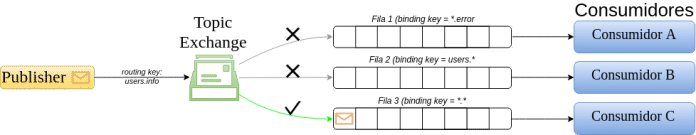 Consumidores
Topic
Exchange
Fila 1 (binding key = *.error
Consumidor A
Publisher
routing key:
users.info
Fila 2 (binding key = users.*
Consumidor B
Fila 3 (binding key = *.*
Consumidor C